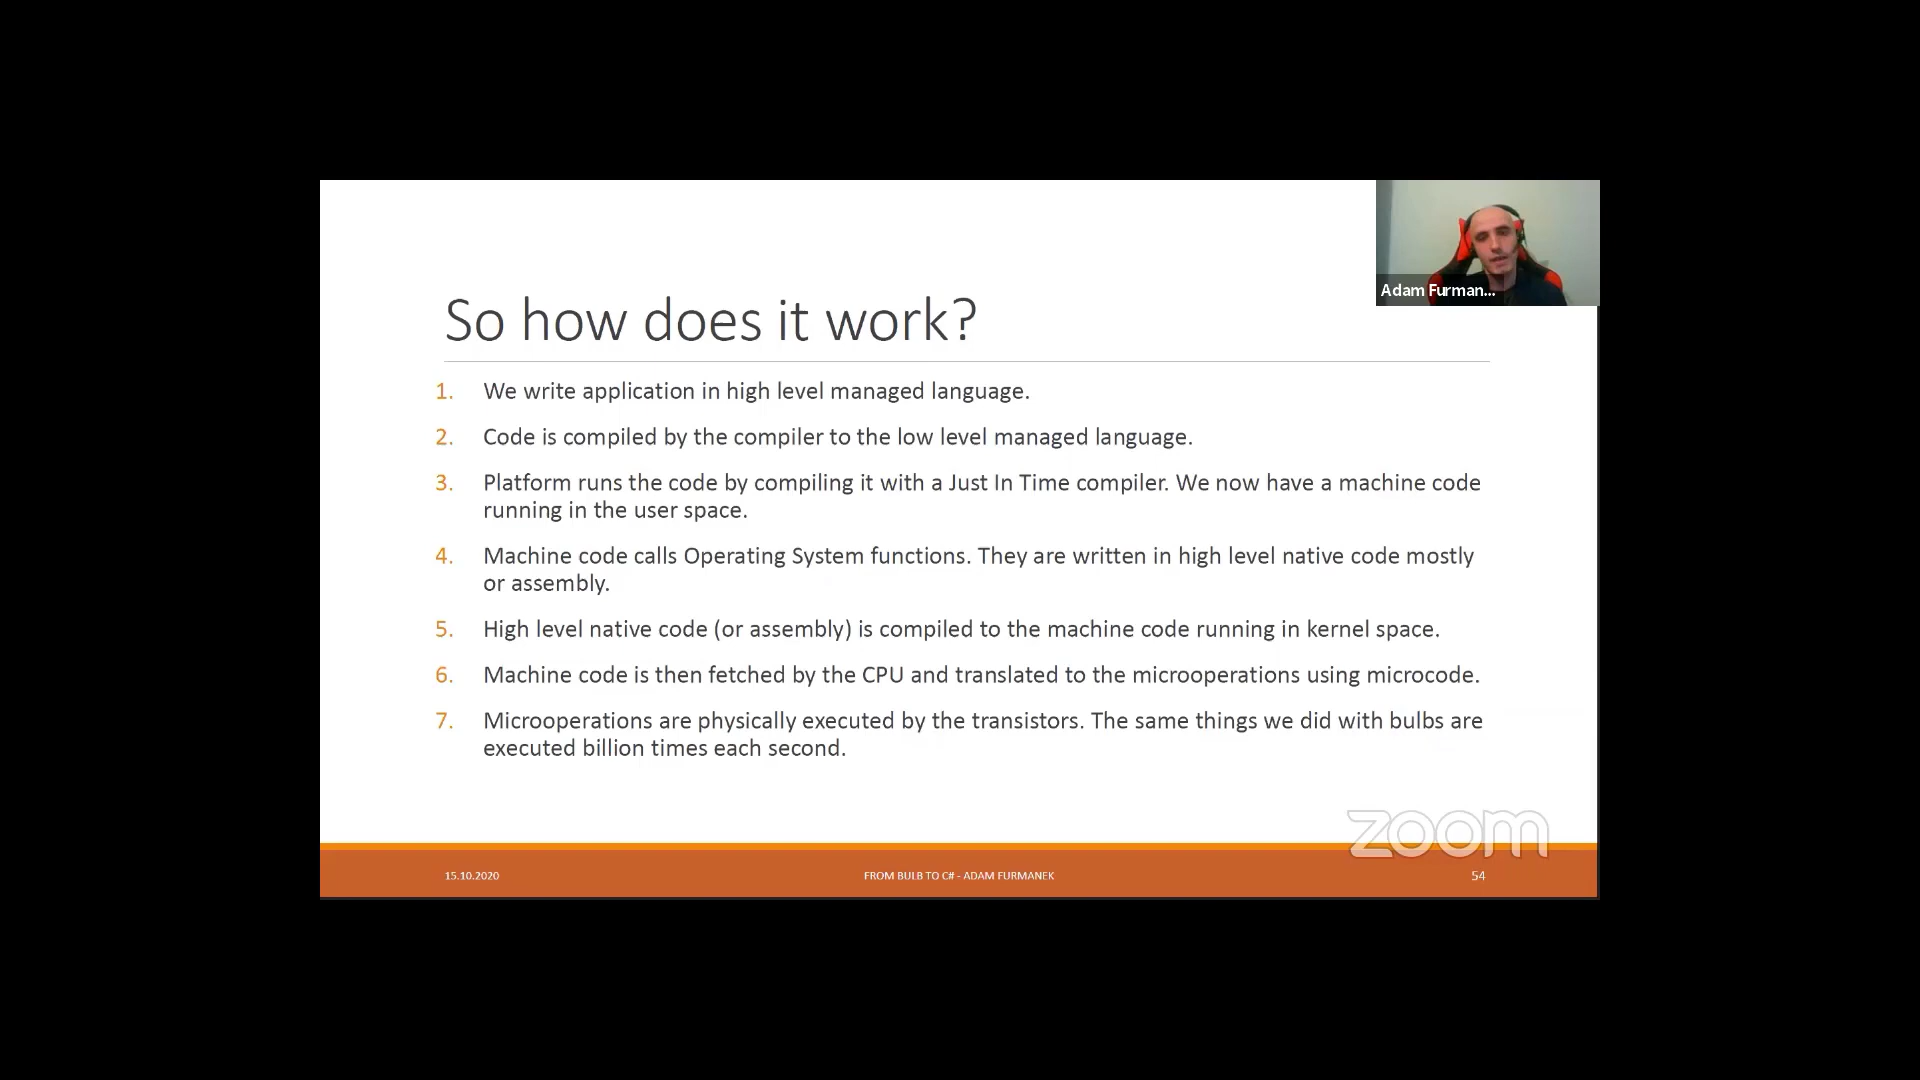 Adam Furman...
So how does it work?
1. We write application in high level managed language.
2. Code is compiled by the compiler to the low level managed language.
3. Platform runs the code by compiling it with a Just In Time compiler. We now have a machine code
running in the user space.
4. Machine code calls Operating System functions. They are written in high level native code mostly
or assembly.
5. High level native code (or assembly) is compiled to the machine code running in kernel space.
6. Machine code is then fetched by the CPU and translated to the microoperations using microcode.
7. Microoperations are physically executed by the transistors. The same things we did with bulbs are
executed billion times each second.
zoom
15.10.2020
FROM BULB TO C# - ADAM FURMANEK
54